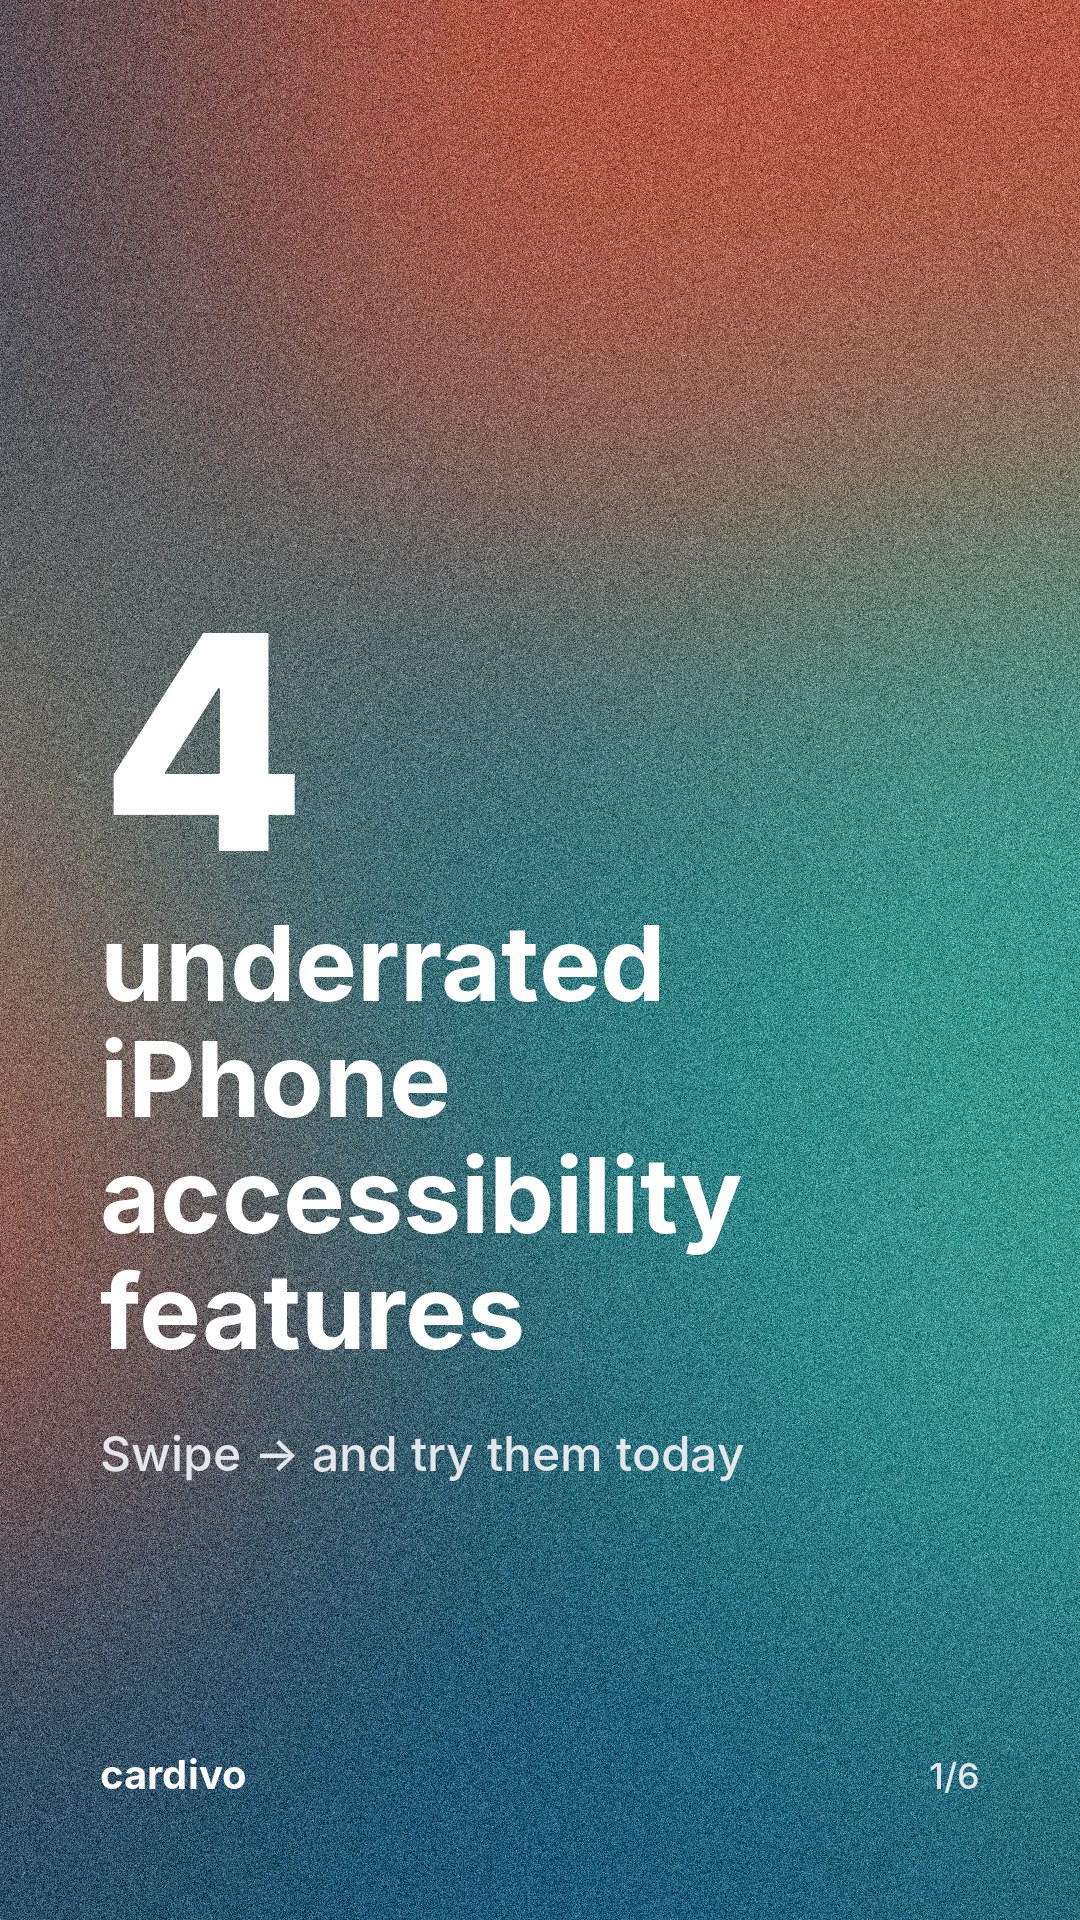 4
underrated
iPhone
accessibility
features
Swipe → and try them today
cardivo
1/6